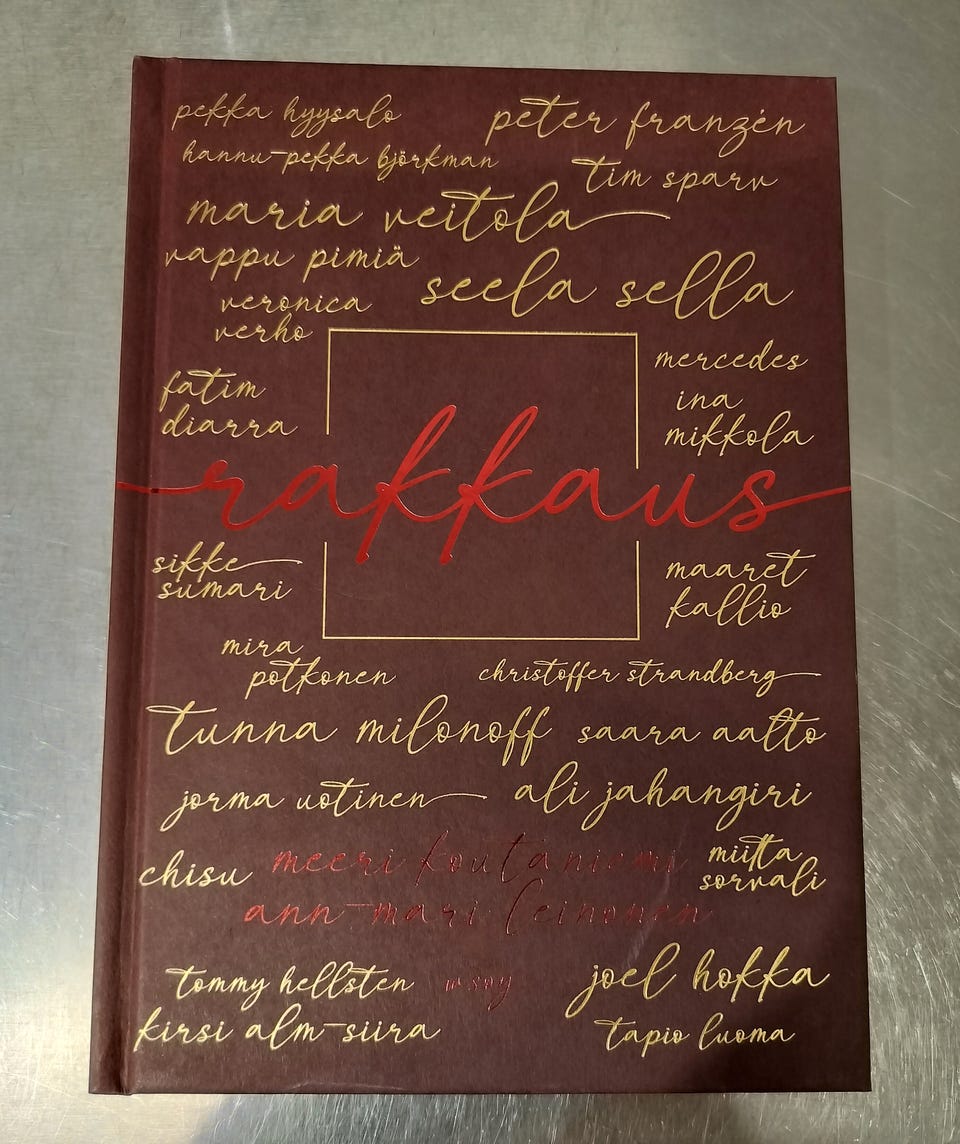 pekka hyysalo
peter franzén
hannu-pekka björkman
tim sparv
maria veitola
vappu pimiä
seela sella
veronica
verho
mercedes
ina
mikkola
fatim
diarra
rakkaus
sikke
sumari
maaret
kallio
mira
potkonen
christoffer strandberg
tunna milonoff
saara aalto
jorma uotinen
ali jahangiri
chisu
meeri koutaniemi
miitta
sorvali
ann-mari leinonen
tommy hellsten
wsoy
joel hokka
kirsi alm-siira
tapio luoma